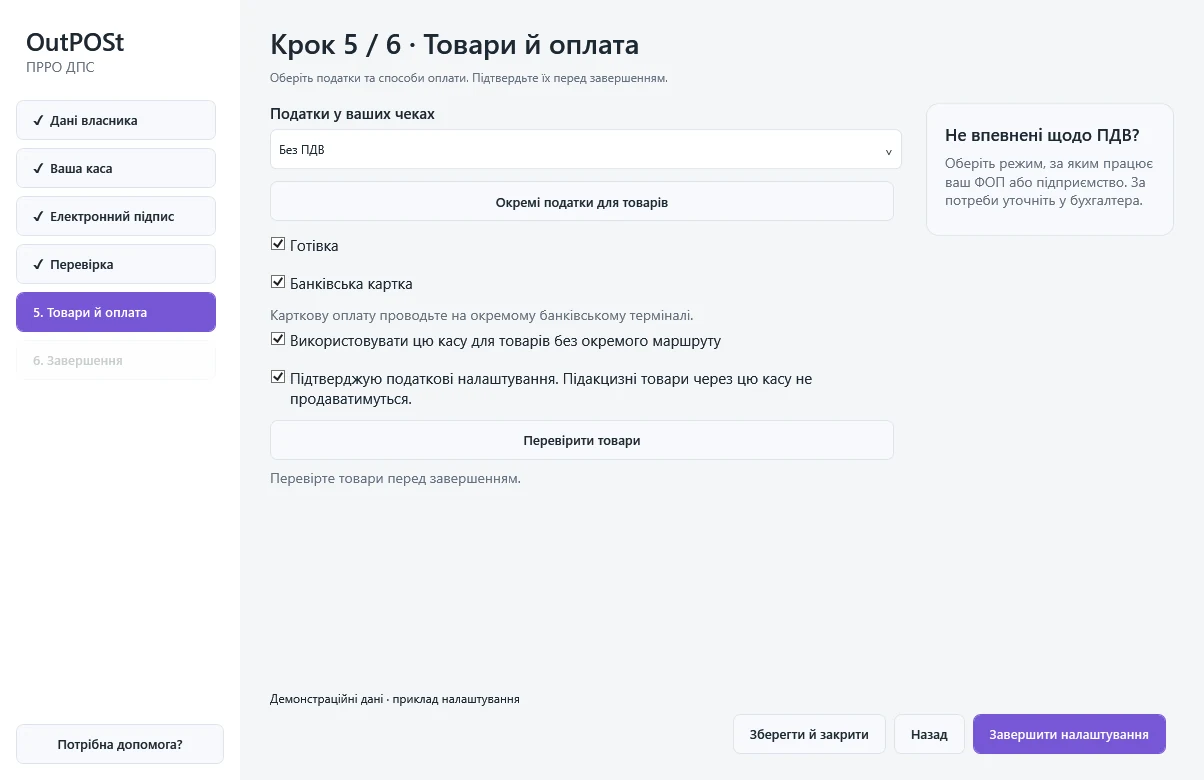 OutPOSt
ПРРО ДПС
✓ Дані власника
✓ Ваша каса
✓ Електронний підпис
✓ Перевірка
5. Товари й оплата
6. Завершення
Потрібна допомога?
Крок 5 / 6 · Товари й оплата
Оберіть податки та способи оплати. Підтвердьте їх перед завершенням.
Податки у ваших чеках
Без ПДВ
Окремі податки для товарів
Готівка
Банківська картка
Карткову оплату проводьте на окремому банківському терміналі.
Використовувати цю касу для товарів без окремого маршруту
Підтверджую податкові налаштування. Підакцизні товари через цю касу не
продаватимуться.
Перевірити товари
Перевірте товари перед завершенням.
Не впевнені щодо ПДВ?
Оберіть режим, за яким працює
ваш ФОП або підприємство. За
потреби уточніть у бухгалтера.
Демонстраційні дані · приклад налаштування
Зберегти й закрити
Назад
Завершити налаштування